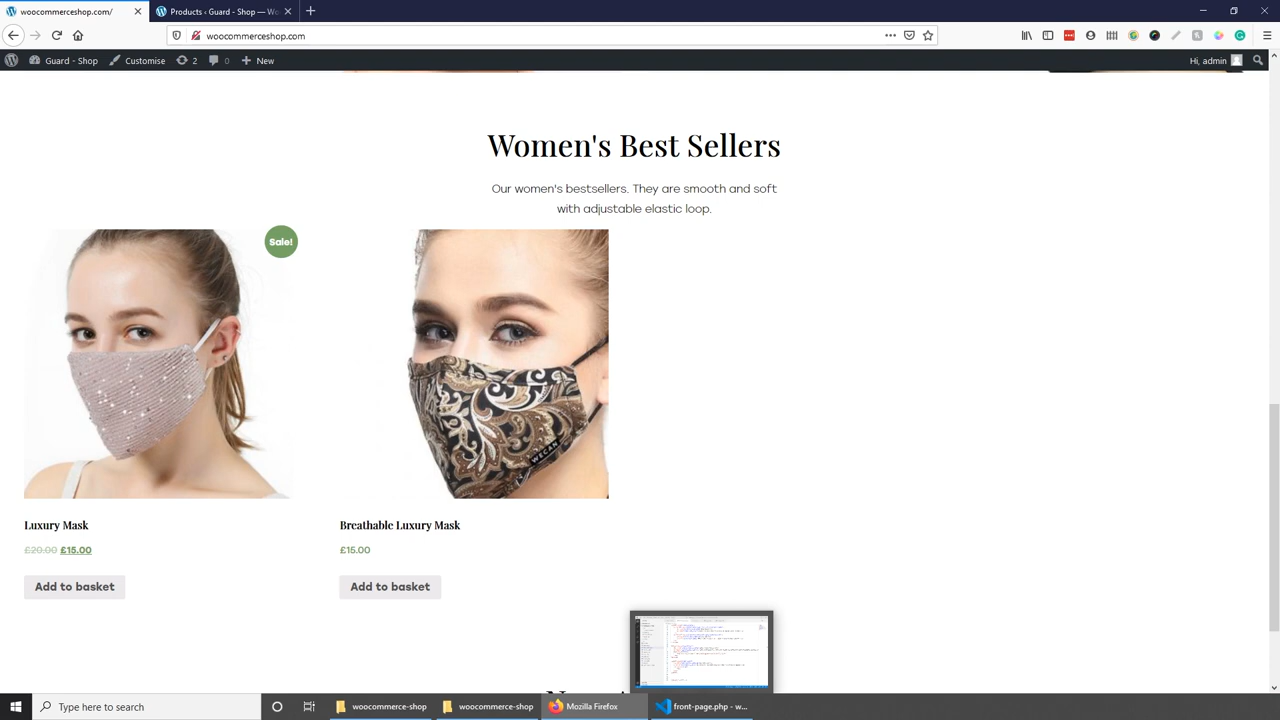 woocommerceshop.com/
Products ‹ Guard - Shop — Wo
woocommerceshop.com
Guard - Shop
Customise
2
0
New
Hi, admin
Women's Best Sellers
Our women's bestsellers. They are smooth and soft
with adjustable elastic loop.
Sale!
WECAN
Luxury Mask
£20.00 £15.00
Add to basket
Breathable Luxury Mask
£15.00
Add to basket
Type here to search
woocommerce-shop
woocommerce-shop
Mozilla Firefox
front-page.php - w...